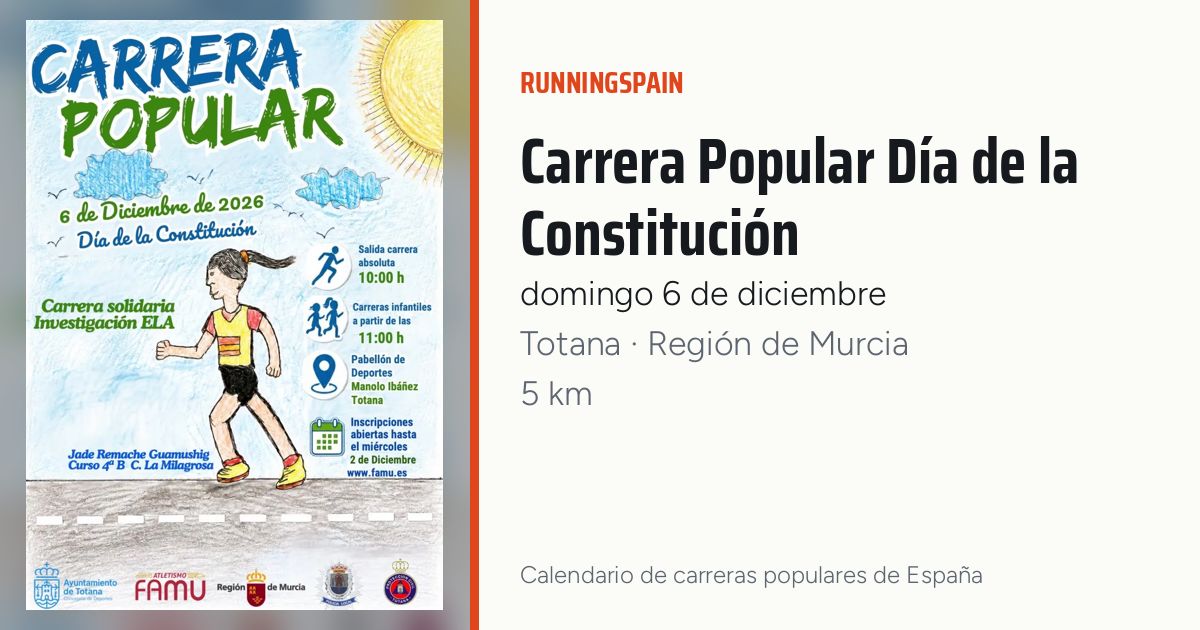 CARRERA
POPULAR
6 de Diciembre de 2026
Día de la Constitución
Salida carrera
absoluta
10:00 h
Carrera solidaria
Investigación ELA
Carreras infantiles
a partir de las
11:00 h
Pabellón de
Deportes
Manolo Ibáñez
Totana
Inscripciones
abiertas hasta
el miércoles
2 de Diciembre
www.famu.es
Jade Remache Guamushig
Curso 4ª B C. La Milagrosa
Ayuntamiento
de Totana
ATLETISMO
FAMU
Región de Murcia
RUNNINGSPAIN
Carrera Popular Día de la
Constitución
domingo 6 de diciembre
Totana · Región de Murcia
5 km
Calendario de carreras populares de España